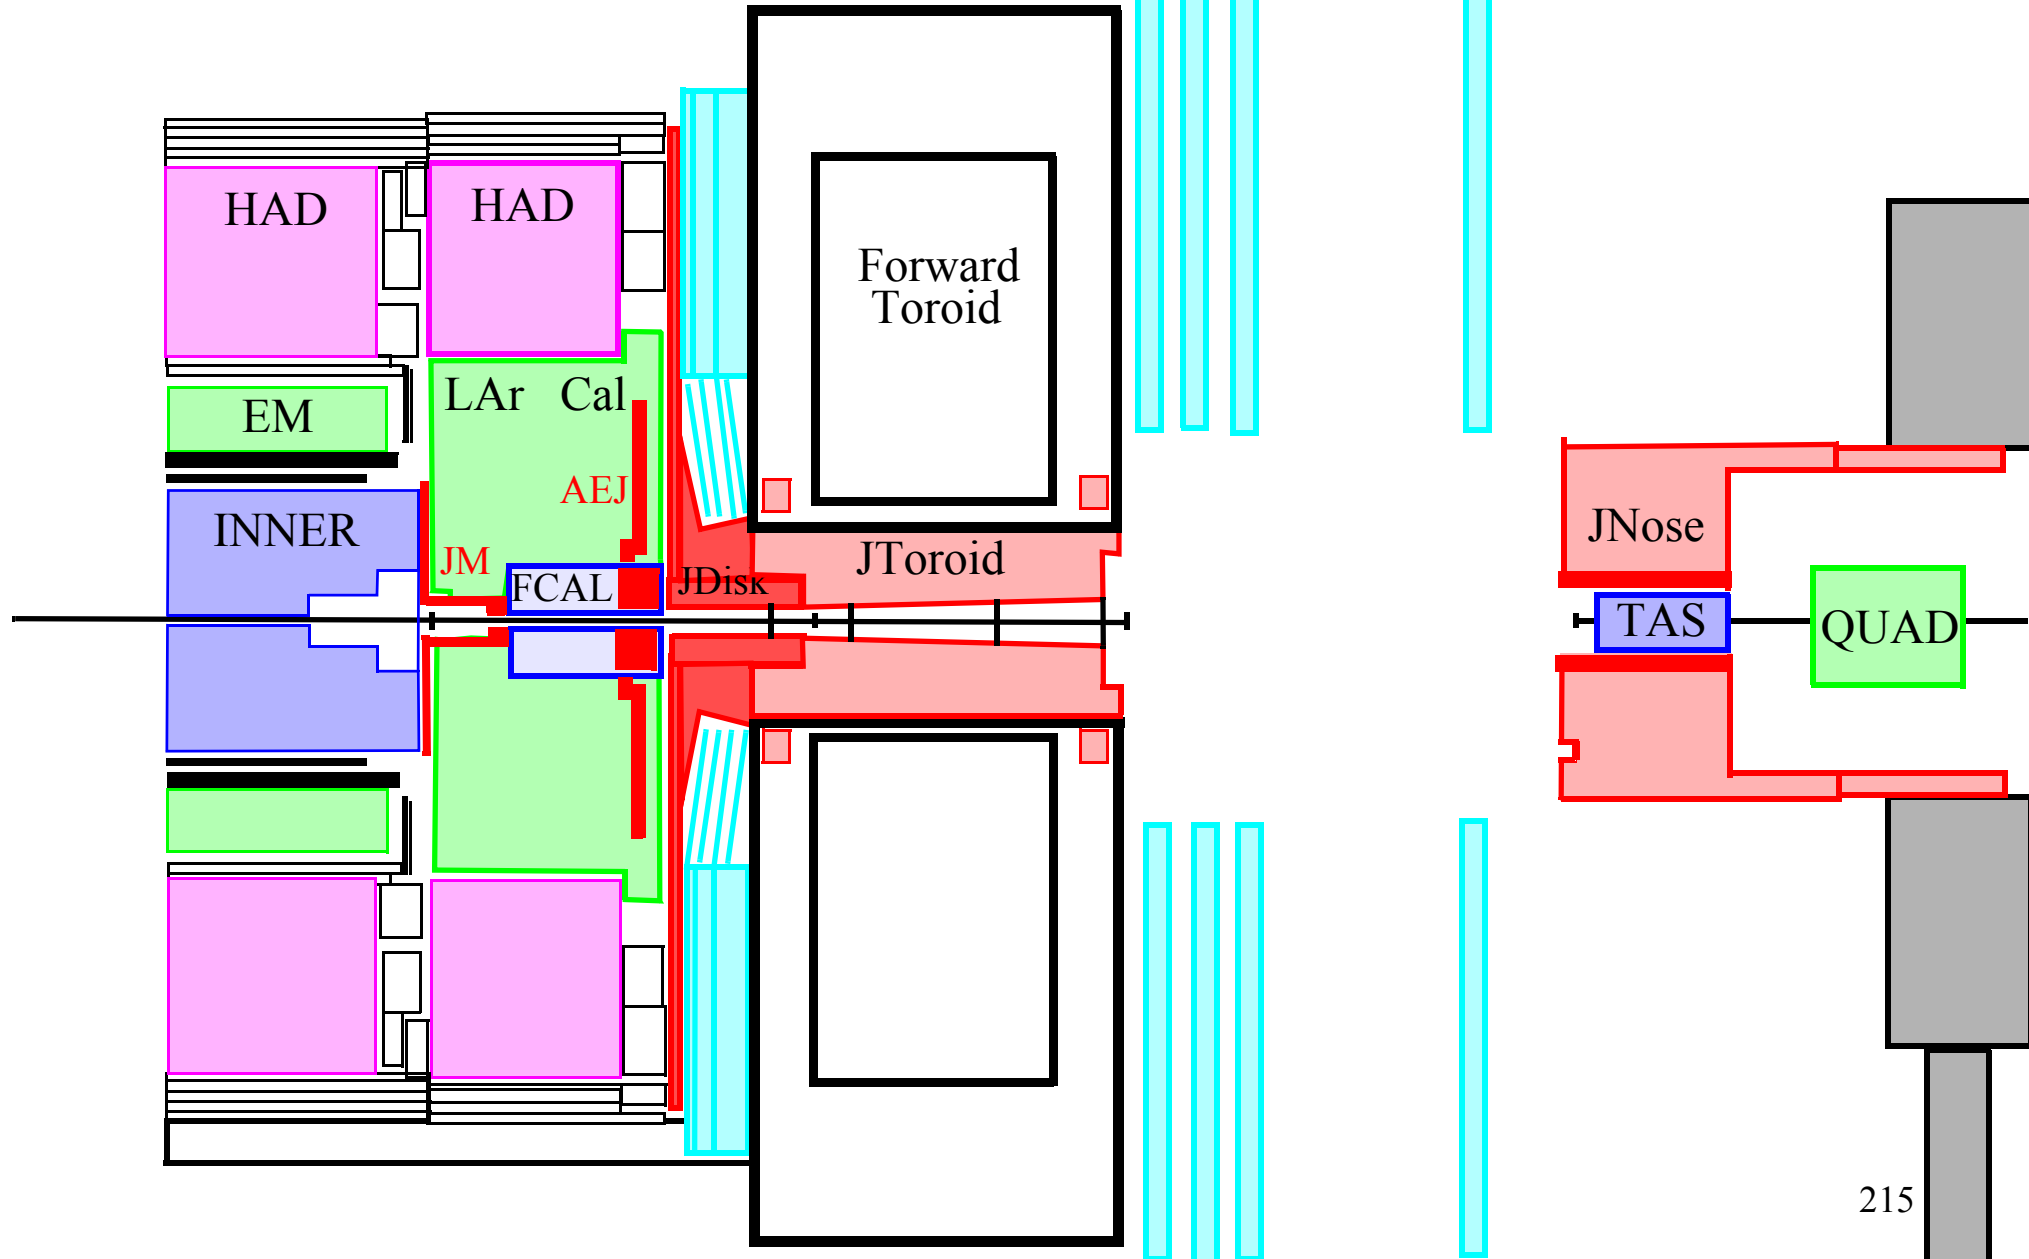 HAD
HAD
Forward
Toroid
LAr Cal
EM
AEJ
INNER
JNose
JM
JToroid
FCAL
JDisk
TAS
QUAD
215